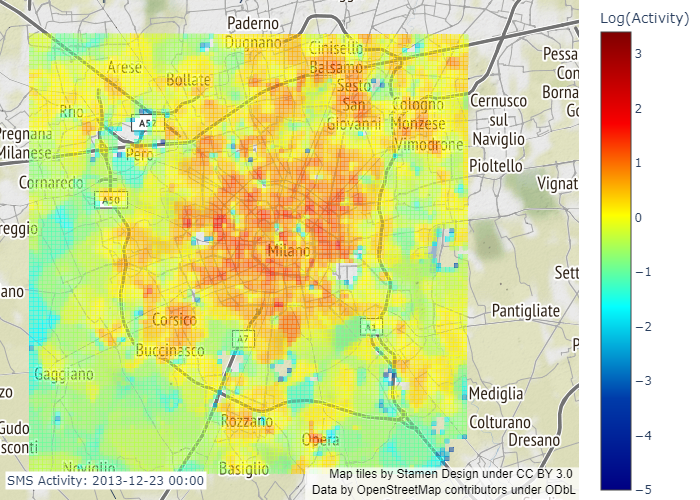 Paderno
Dugnano
Cinisello
Balsamo
Arese
Bollate
Sesto
San
Giovanni
Rho
A52
Pero
Cologno
Monzese
Vimodrone
Cernusco
sul
Naviglio
Pioltello
Pessa
Con
Borna
Go
Pregnana
Milanese
Cornaredo
A50
Vignat
reggio
Milano
Sett
ano
Pantigliate
Corsico
A7
A1
P
Buccinasco
Gaggiano
zo
Mediglia
Rozzano
Colturano
Gudo
Opera
Dresano
sconti
Noviglio
Basiglio
SMS Activity: 2013-12-23 00:00
Map tiles by Stamen Design under CC BY 3.0
Data by OpenStreetMap contributors under ODbL
Log(Activity)
3
2
1
0
−1
−2
−3
−4
−5